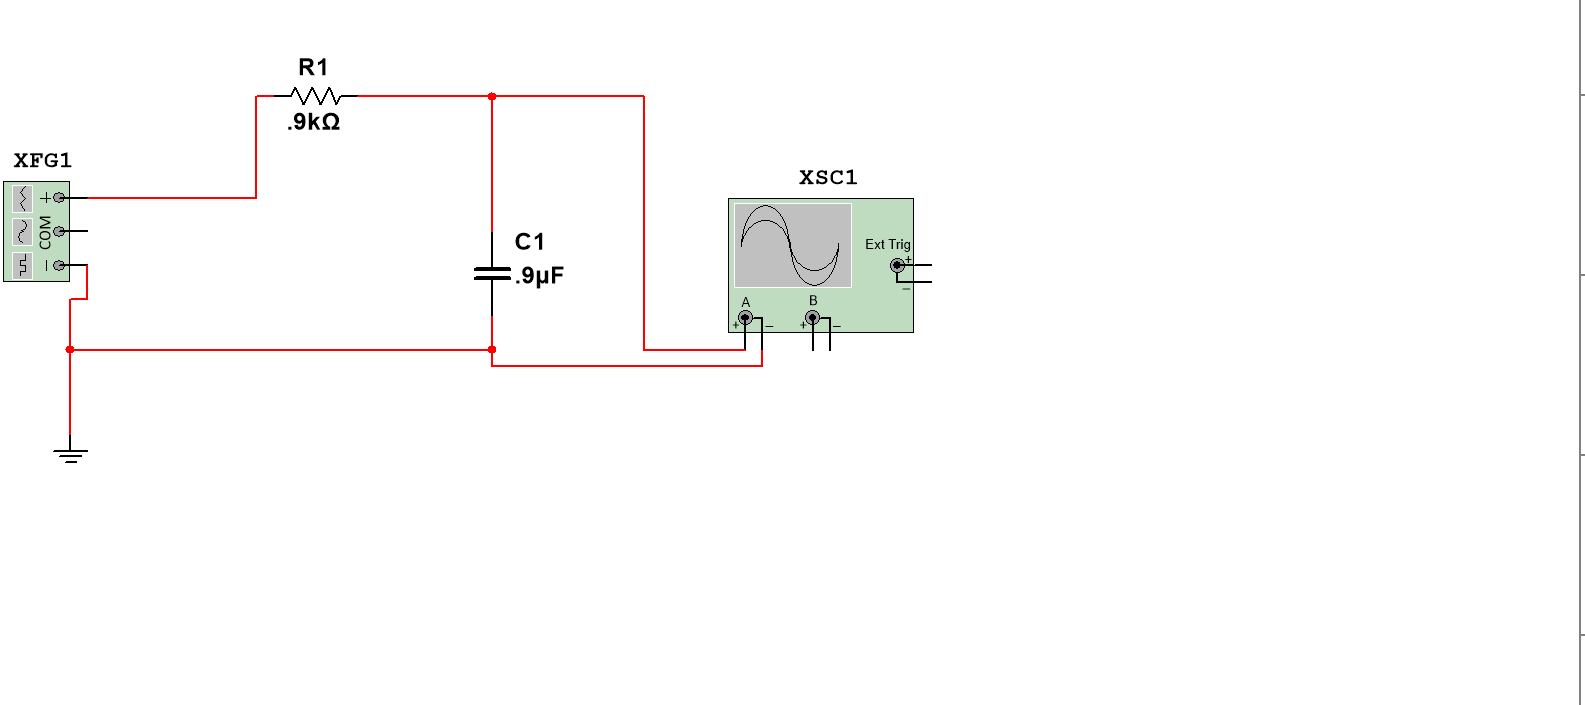 R1
.9kΩ
XFG1
+
COM
−
C1
.9µF
XSC1
Ext Trig
+
−
A
B
+
−
+
−